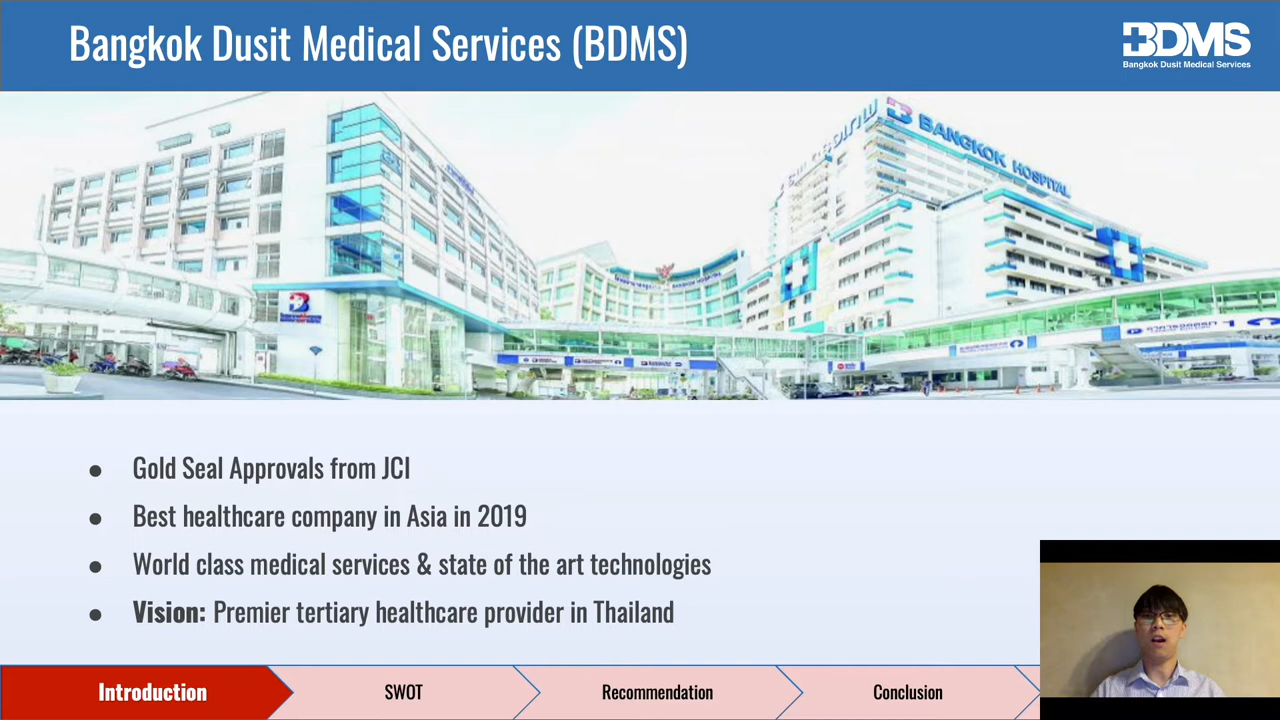 Bangkok Dusit Medical Services (BDMS)
BDMS
Bangkok Dusit Medical Services
BANGKOK HOSPITAL
● Gold Seal Approvals from JCI
● Best healthcare company in Asia in 2019
● World class medical services & state of the art technologies
● Vision: Premier tertiary healthcare provider in Thailand
Introduction
SWOT
Recommendation
Conclusion